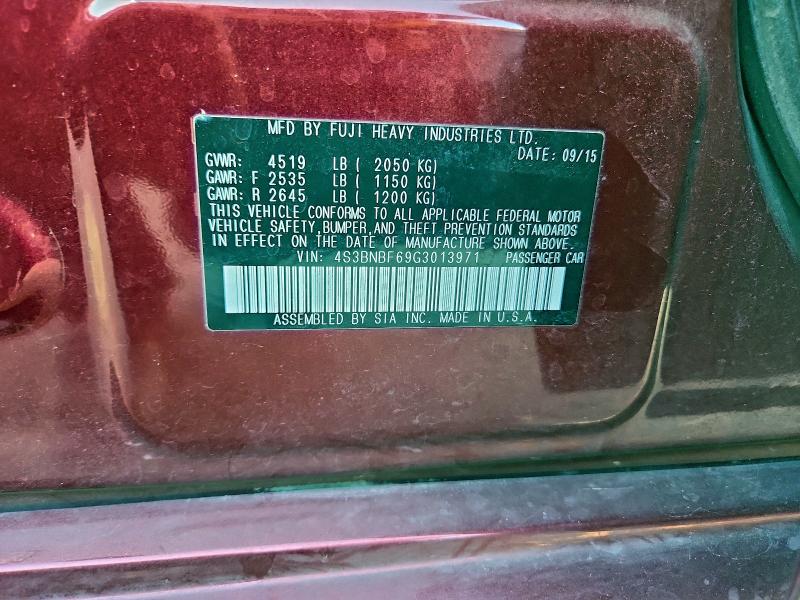 MFD BY FUJI HEAVY INDUSTRIES LTD.
DATE: 09/15
GVWR: 4519 LB ( 2050 KG)
GAWR: F 2535 LB ( 1150 KG)
GAWR: R 2645 LB ( 1200 KG)
THIS VEHICLE CONFORMS TO ALL APPLICABLE FEDERAL MOTOR
VEHICLE SAFETY, BUMPER, AND THEFT PREVENTION STANDARDS
IN EFFECT ON THE DATE OF MANUFACTURE SHOWN ABOVE.
VIN: 4S3BNBF69G3013971 PASSENGER CAR
ASSEMBLED BY SIA INC. MADE IN U.S.A.